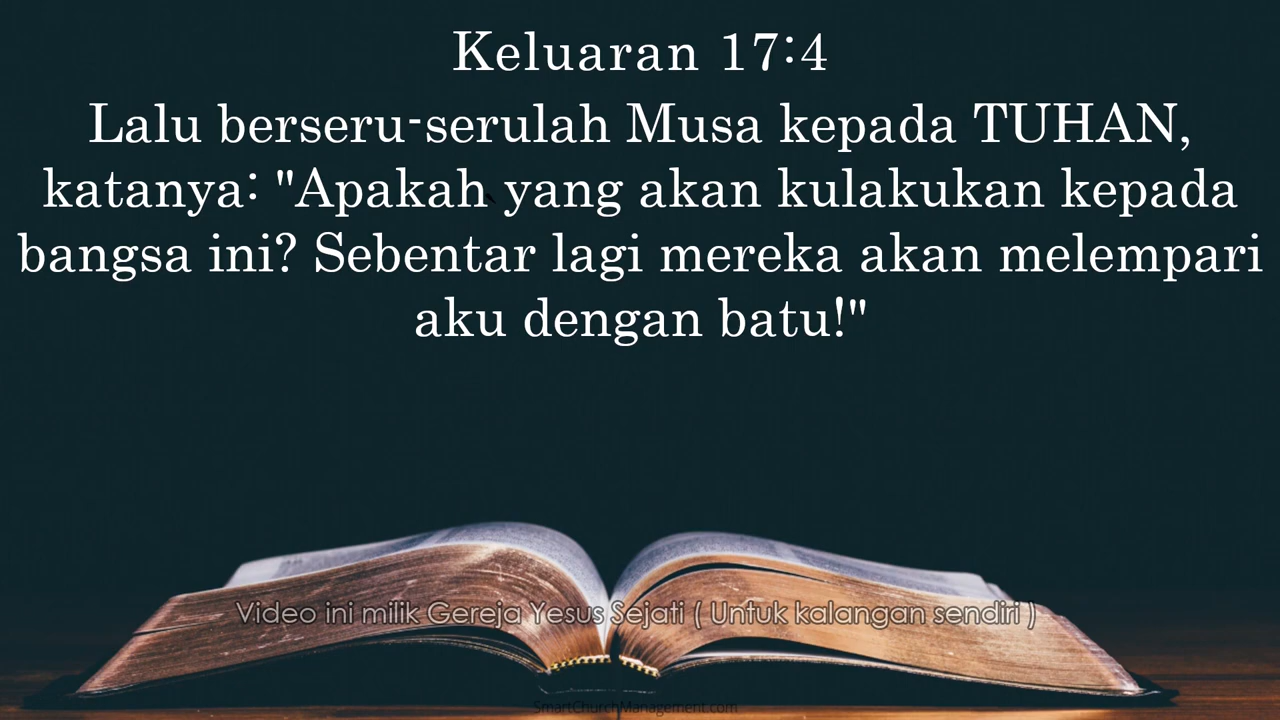 Keluaran 17:4
Lalu berseru-serulah Musa kepada TUHAN,
katanya: "Apakah yang akan kulakukan kepada
bangsa ini? Sebentar lagi mereka akan melempari
aku dengan batu!"
Video ini milik Gereja Yesus Sejati ( Untuk kalangan sendiri )
SmartChurchManagement.com